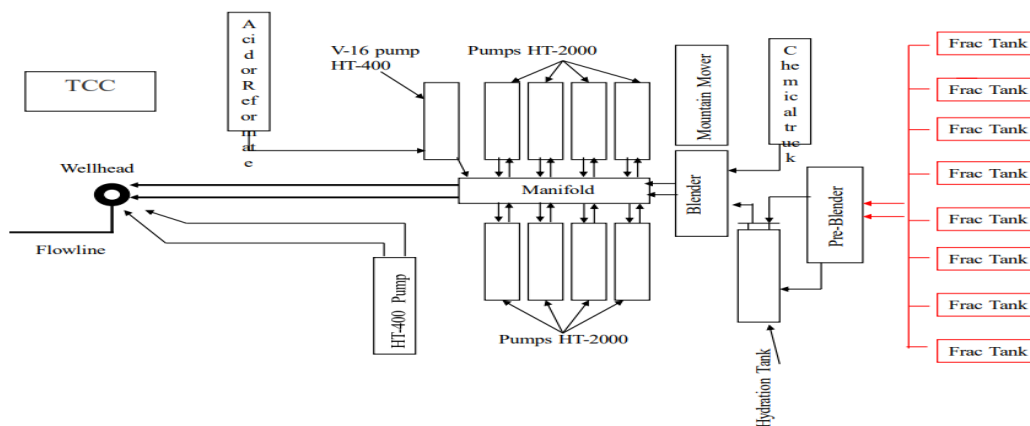 TCC
Wellhead
Flowline
A
ci
d
or
R
ef
or
m
at
e
V-16 pump
HT-400
Pumps HT-2000
Mountain Mover
C
h
e
m
ic
al
tr
u
ck
Manifold
Blender
Pre-Blender
HT-400 Pump
Pumps HT-2000
Hydration Tank
Frac Tank
Frac Tank
Frac Tank
Frac Tank
Frac Tank
Frac Tank
Frac Tank
Frac Tank